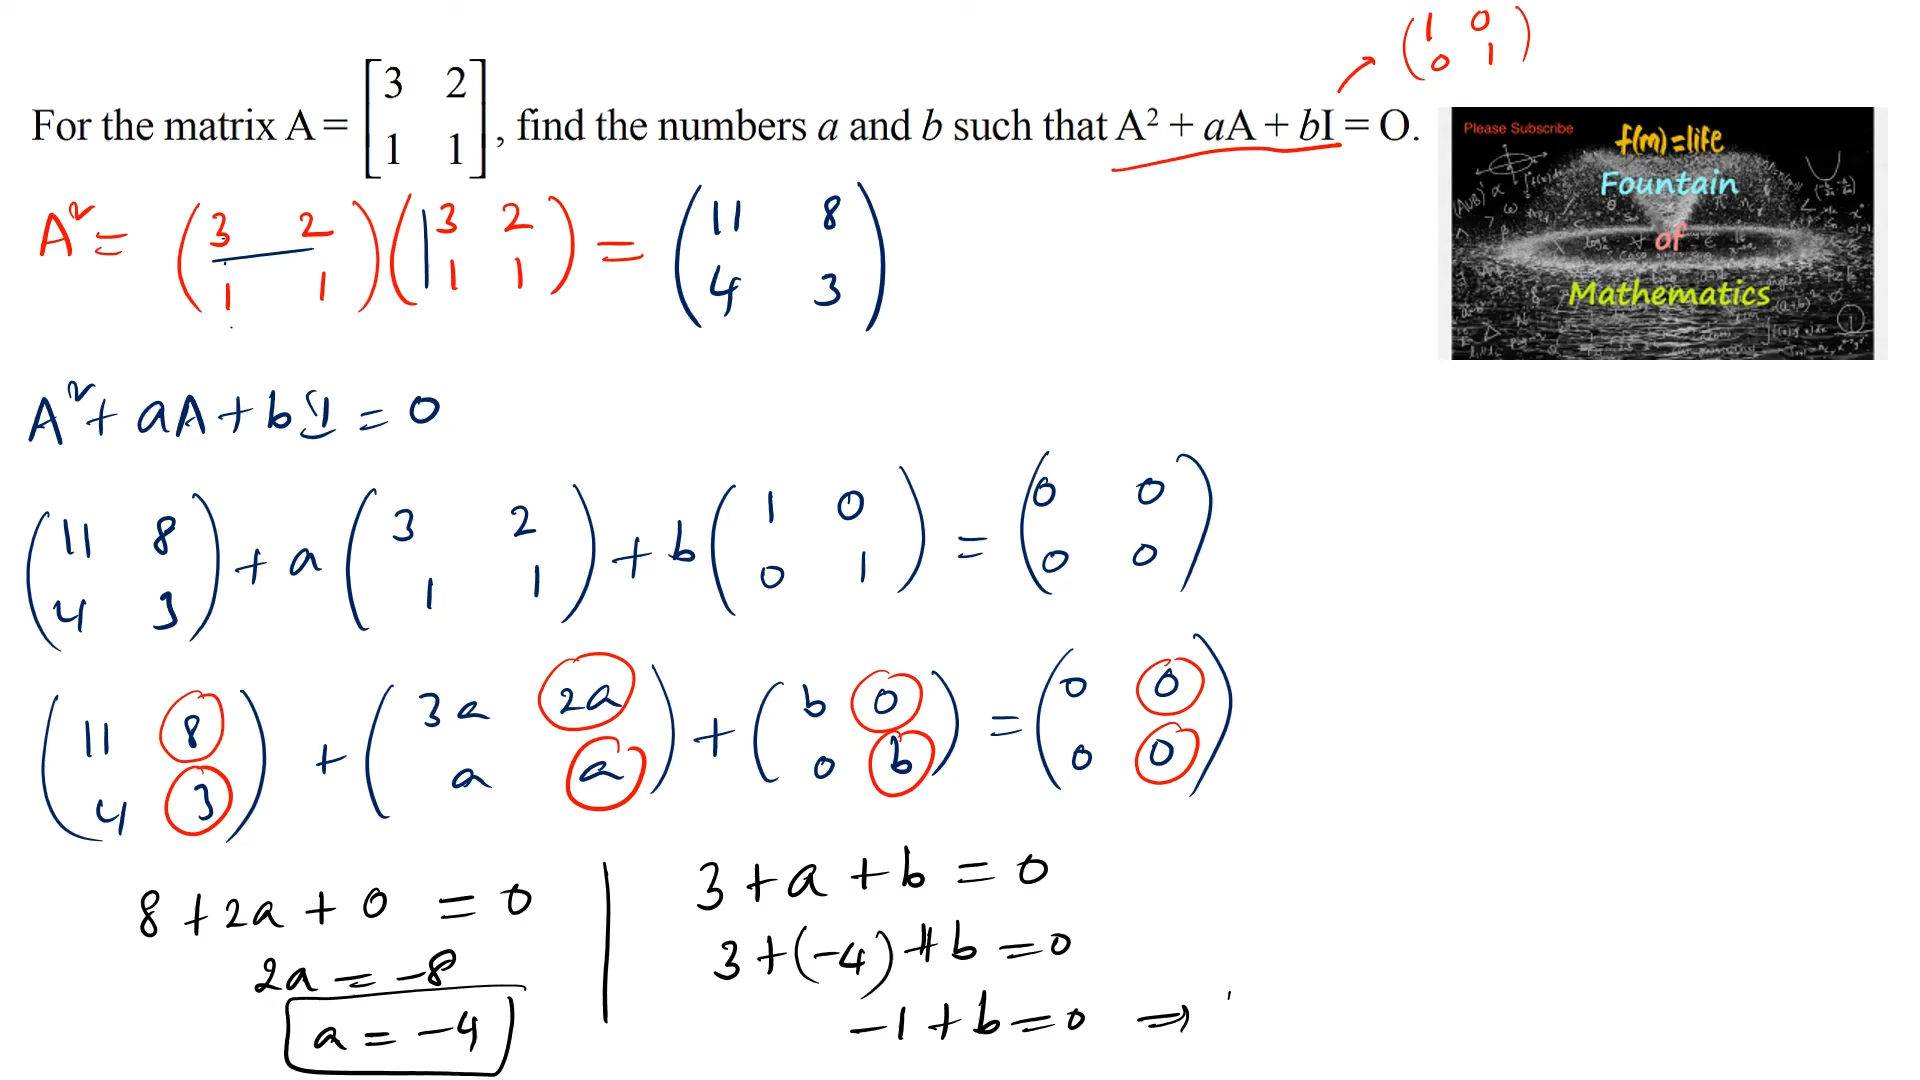 (1 0
0 1)
For the matrix A = [3 2
1 1], find the numbers a and b such that A² + aA + bI = O.
Please Subscribe
f(m)=life
Fountain
of
Mathematics
A² = (3 2
1 1)(3 2
1 1) = (11 8
4 3)
A² + aA + bI = 0
(11 8
4 3) + a(3 2
1 1) + b(1 0
0 1) = (0 0
0 0)
(11 8
4 3) + (3a 2a
a a) + (b 0
0 b) = (0 0
0 0)
8 + 2a + 0 = 0
2a = -8
a = -4
3 + a + b = 0
3 + (-4) + b = 0
-1 + b = 0 ⇒